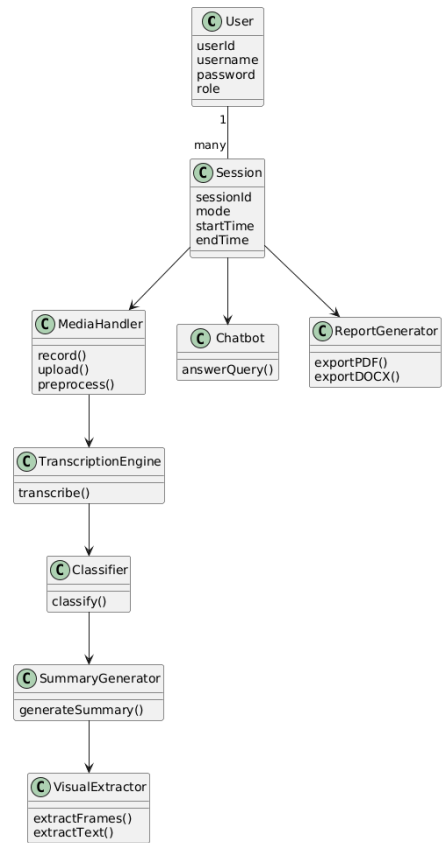 C User
userId
username
password
role
1
many
C Session
sessionId
mode
startTime
endTime
C MediaHandler
record()
upload()
preprocess()
C Chatbot
answerQuery()
C ReportGenerator
exportPDF()
exportDOCX()
C TranscriptionEngine
transcribe()
C Classifier
classify()
C SummaryGenerator
generateSummary()
C VisualExtractor
extractFrames()
extractText()